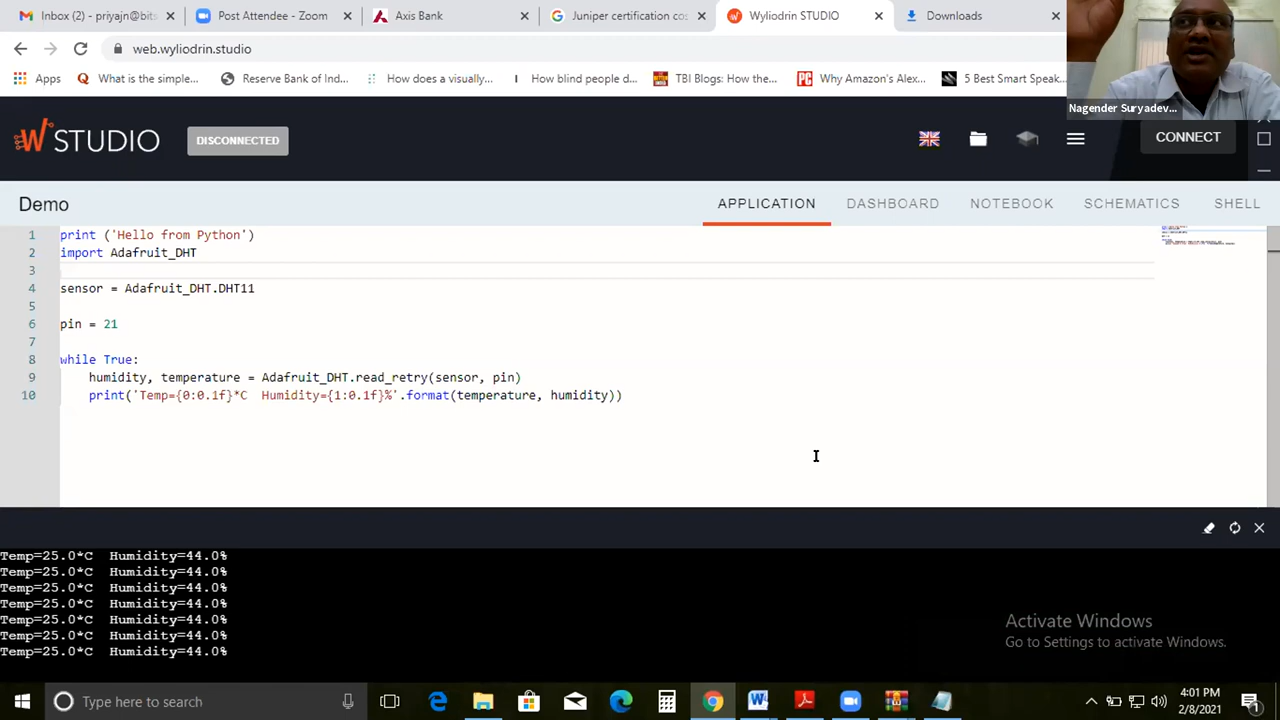 Inbox (2) - priyajn@bits
Post Attendee - Zoom
Axis Bank
Juniper certification cos
Wyliodrin STUDIO
Downloads
web.wyliodrin.studio
Apps
What is the simple...
Reserve Bank of Ind...
How does a visually...
How blind people d...
TBI Blogs: How the...
Why Amazon's Alex...
5 Best Smart Speak...
Nagender Suryadev...
W STUDIO
DISCONNECTED
CONNECT
Demo
APPLICATION
DASHBOARD
NOTEBOOK
SCHEMATICS
SHELL
1 print ('Hello from Python')
2 import Adafruit_DHT
3
4 sensor = Adafruit_DHT.DHT11
5
6 pin = 21
7
8 while True:
9 humidity, temperature = Adafruit_DHT.read_retry(sensor, pin)
10 print('Temp={0:0.1f}*C  Humidity={1:0.1f}%'.format(temperature, humidity))
Temp=25.0*C  Humidity=44.0%
Temp=25.0*C  Humidity=44.0%
Temp=25.0*C  Humidity=44.0%
Temp=25.0*C  Humidity=44.0%
Temp=25.0*C  Humidity=44.0%
Temp=25.0*C  Humidity=44.0%
Temp=25.0*C  Humidity=44.0%
Activate Windows
Go to Settings to activate Windows.
Type here to search
4:01 PM
2/8/2021